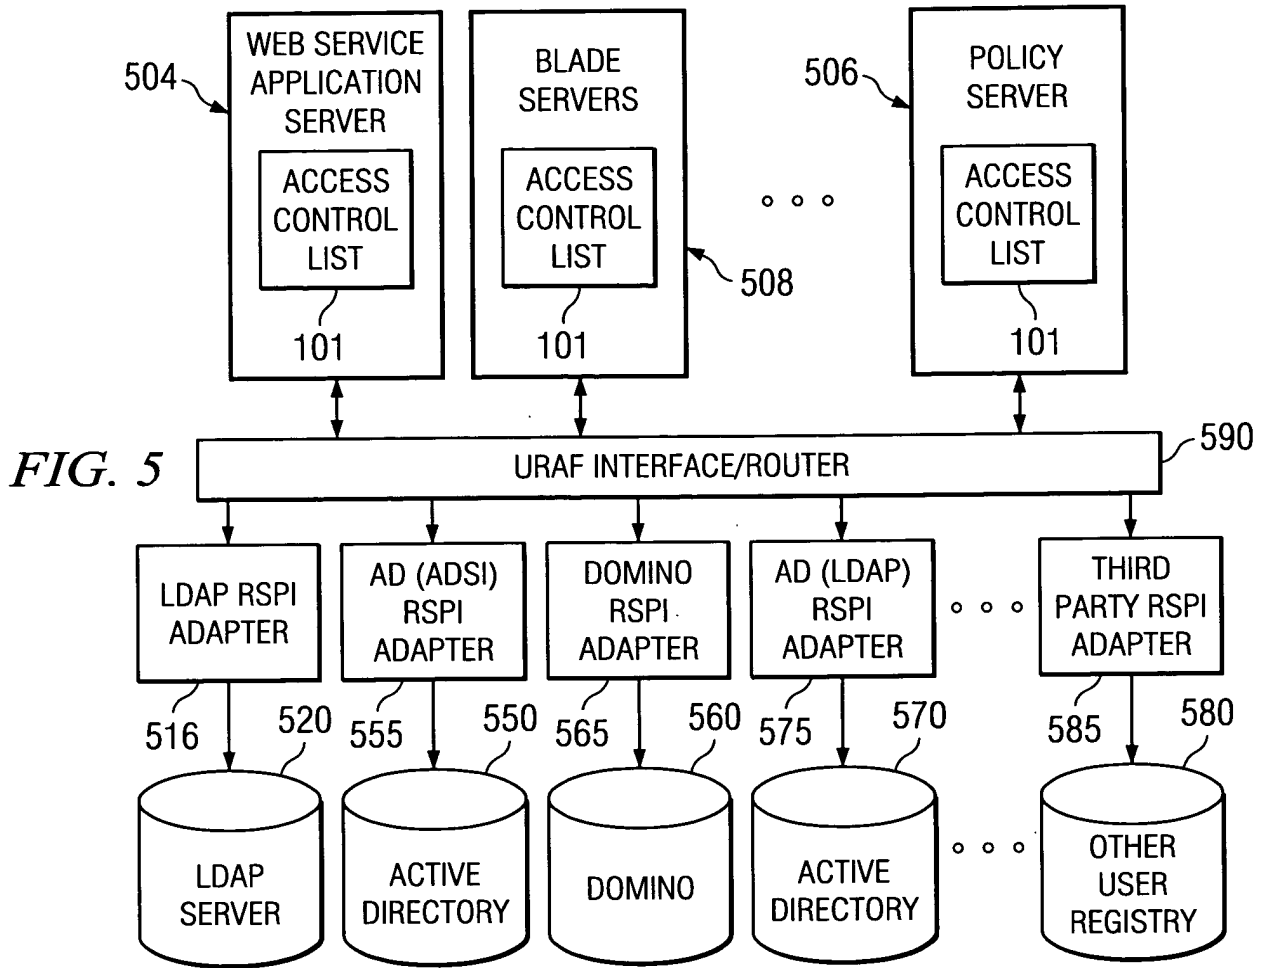 504
WEB SERVICE
APPLICATION
SERVER
ACCESS
CONTROL
LIST
101
BLADE
SERVERS
ACCESS
CONTROL
LIST
101
508
506
POLICY
SERVER
ACCESS
CONTROL
LIST
101
FIG. 5
URAF INTERFACE/ROUTER
590
LDAP RSPI
ADAPTER
516
AD (ADSI)
RSPI
ADAPTER
555
DOMINO
RSPI
ADAPTER
565
AD (LDAP)
RSPI
ADAPTER
575
THIRD
PARTY RSPI
ADAPTER
585
520
LDAP
SERVER
550
ACTIVE
DIRECTORY
560
DOMINO
570
ACTIVE
DIRECTORY
580
OTHER
USER
REGISTRY